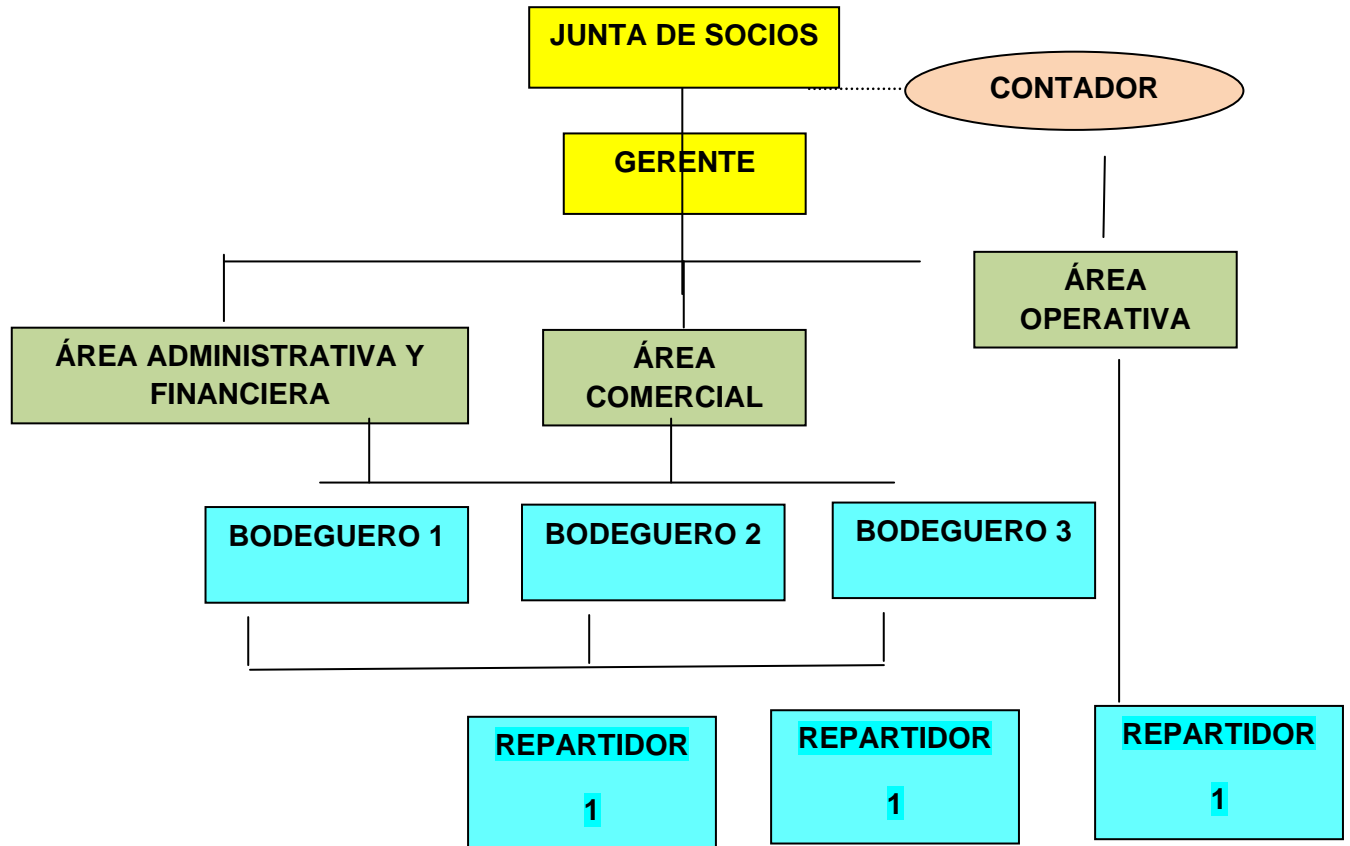 JUNTA DE SOCIOS
CONTADOR
GERENTE
ÁREA
OPERATIVA
ÁREA ADMINISTRATIVA Y
FINANCIERA
ÁREA
COMERCIAL
BODEGUERO 1
BODEGUERO 2
BODEGUERO 3
REPARTIDOR
1
REPARTIDOR
1
REPARTIDOR
1